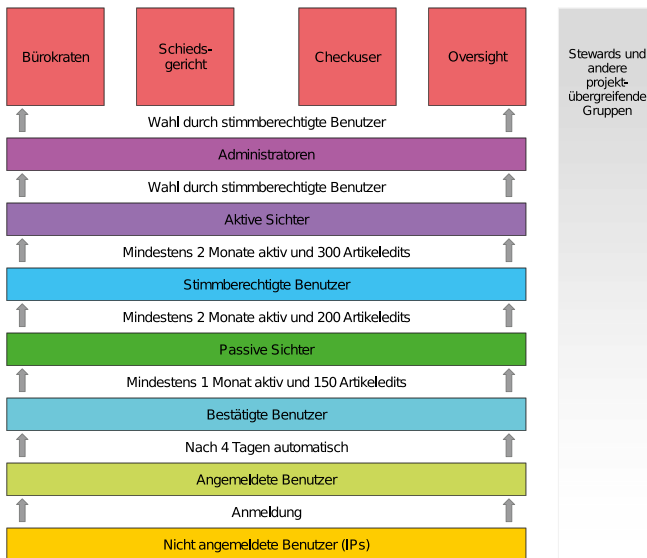 Bürokraten
Schieds-
gericht
Checkuser
Oversight
Stewards und
andere
projekt-
übergreifende
Gruppen
Wahl durch stimmberechtigte Benutzer
Administratoren
Wahl durch stimmberechtigte Benutzer
Aktive Sichter
Mindestens 2 Monate aktiv und 300 Artikeledits
Stimmberechtigte Benutzer
Mindestens 2 Monate aktiv und 200 Artikeledits
Passive Sichter
Mindestens 1 Monat aktiv und 150 Artikeledits
Bestätigte Benutzer
Nach 4 Tagen automatisch
Angemeldete Benutzer
Anmeldung
Nicht angemeldete Benutzer (IPs)